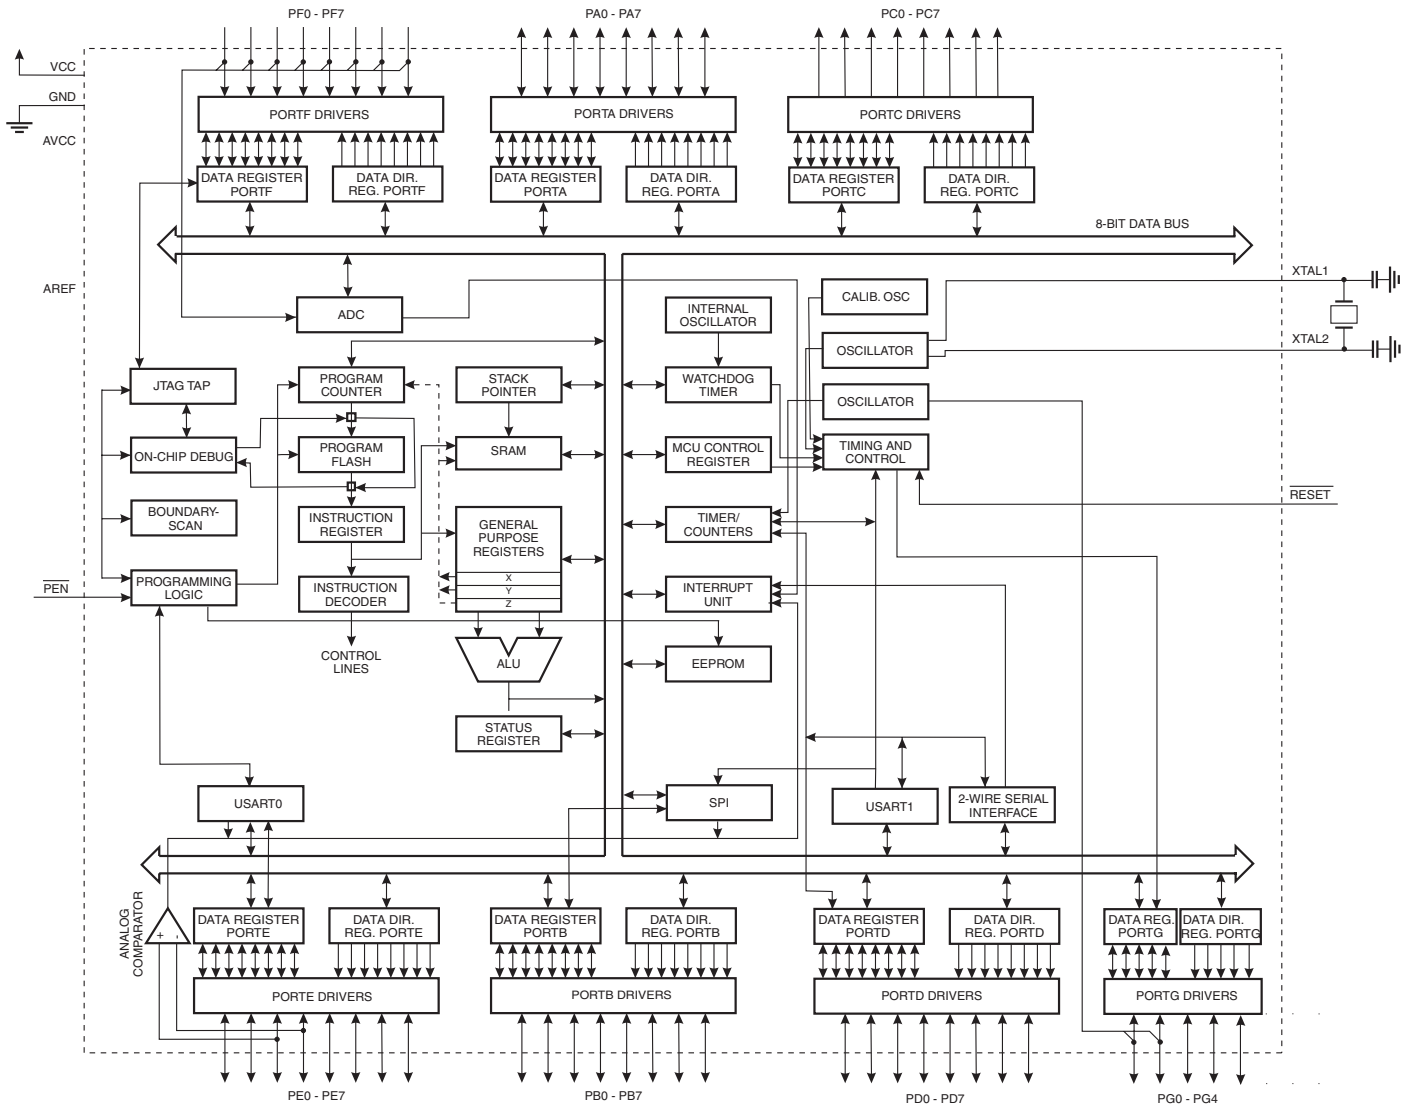 PF0 - PF7
PA0 - PA7
PC0 - PC7
VCC
GND
AVCC
PORTF DRIVERS
PORTA DRIVERS
PORTC DRIVERS
DATA REGISTER
PORTF
DATA DIR.
REG. PORTF
DATA REGISTER
PORTA
DATA DIR.
REG. PORTA
DATA REGISTER
PORTC
DATA DIR.
REG. PORTC
8-BIT DATA BUS
AREF
XTAL1
XTAL2
ADC
INTERNAL
OSCILLATOR
CALIB. OSC
OSCILLATOR
JTAG TAP
PROGRAM
COUNTER
STACK
POINTER
WATCHDOG
TIMER
OSCILLATOR
ON-CHIP DEBUG
PROGRAM
FLASH
SRAM
MCU CONTROL
REGISTER
TIMING AND
CONTROL
RESET
BOUNDARY-
SCAN
INSTRUCTION
REGISTER
GENERAL
PURPOSE
REGISTERS
X
Y
Z
TIMER/
COUNTERS
PEN
PROGRAMMING
LOGIC
INSTRUCTION
DECODER
INTERRUPT
UNIT
CONTROL
LINES
ALU
EEPROM
STATUS
REGISTER
USART0
SPI
USART1
2-WIRE SERIAL
INTERFACE
ANALOG
COMPARATOR
+
-
DATA REGISTER
PORTE
DATA DIR.
REG. PORTE
DATA REGISTER
PORTB
DATA DIR.
REG. PORTB
DATA REGISTER
PORTD
DATA DIR.
REG. PORTD
DATA REG.
PORTG
DATA DIR.
REG. PORTG
PORTE DRIVERS
PORTB DRIVERS
PORTD DRIVERS
PORTG DRIVERS
PE0 - PE7
PB0 - PB7
PD0 - PD7
PG0 - PG4